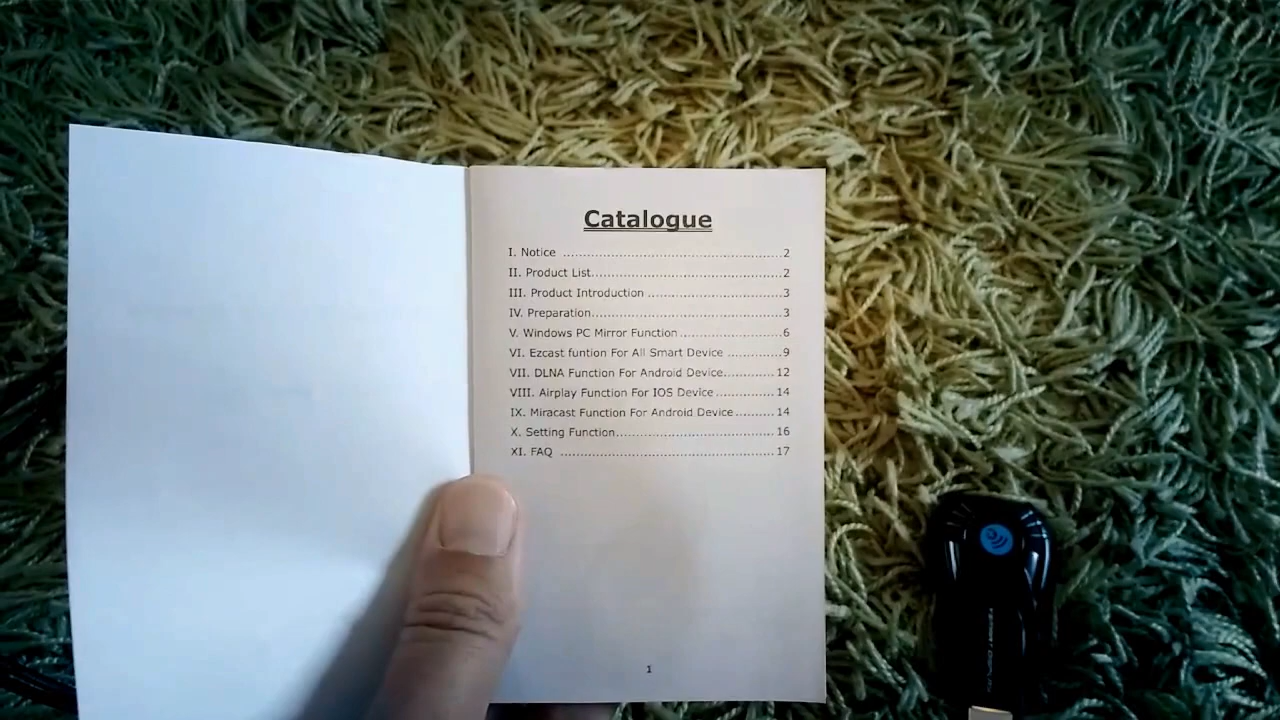 Catalogue
I. Notice ........................................................ 2
II. Product List................................................ 2
III. Product Introduction .................................. 3
IV. Preparation................................................ 3
V. Windows PC Mirror Function .......................... 6
VI. Ezcast funtion For All Smart Device .............. 9
VII. DLNA Function For Android Device.............. 12
VIII. Airplay Function For IOS Device ............... 14
IX. Miracast Function For Android Device .......... 14
X. Setting Function........................................ 16
XI. FAQ ...................................................... 17
1